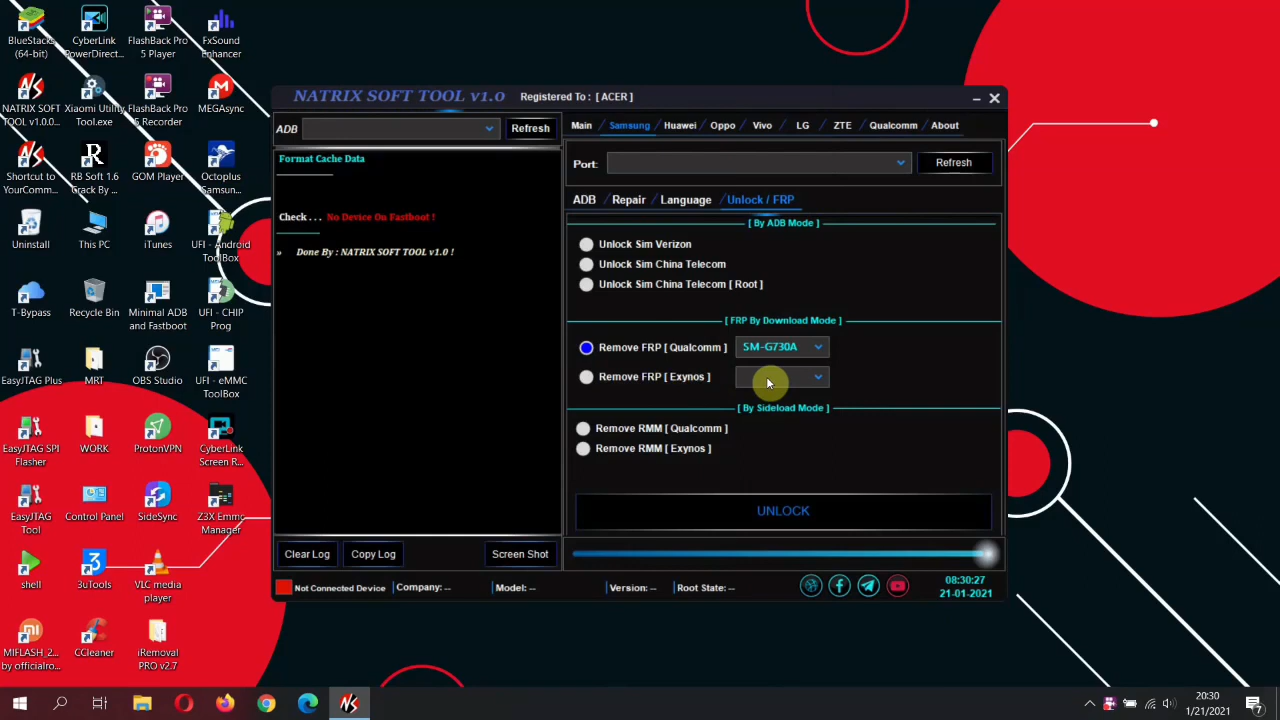 BlueStacks
(64-bit)
CyberLink
PowerDirect...
FlashBack Pro
5 Player
FxSound
Enhancer
NATRIX SOFT
TOOL v1.0.0...
Xiaomi Utility
Tool.exe
FlashBack Pro
5 Recorder
MEGAsync
Shortcut to
YourComm...
RB Soft 1.6
Crack By ...
GOM Player
Octoplus
Samsun...
Uninstall
This PC
iTunes
UFI - Android
ToolBox
T-Bypass
Recycle Bin
Minimal ADB
and Fastboot
UFI - CHIP
Prog
EasyJTAG Plus
MRT
OBS Studio
UFI - eMMC
ToolBox
EasyJTAG SPI
Flasher
WORK
ProtonVPN
CyberLink
Screen R...
EasyJTAG
Tool
Control Panel
SideSync
Z3X Emmc
Manager
shell
3uTools
VLC media
player
MIFLASH_2...
by officialro...
CCleaner
iRemoval
PRO v2.7
NATRIX SOFT TOOL v1.0
Registered To : [ ACER ]
ADB
Refresh
Format Cache Data
Check . . . No Device On Fastboot !
» Done By : NATRIX SOFT TOOL v1.0 !
Clear Log
Copy Log
Screen Shot
Main / Samsung / Huawei / Oppo / Vivo / LG / ZTE / Qualcomm / About
Port:
Refresh
ADB / Repair / Language / Unlock / FRP
[ By ADB Mode ]
Unlock Sim Verizon
Unlock Sim China Telecom
Unlock Sim China Telecom [ Root ]
[ FRP By Download Mode ]
Remove FRP [ Qualcomm ]
SM-G730A
Remove FRP [ Exynos ]
[ By Sideload Mode ]
Remove RMM [ Qualcomm ]
Remove RMM [ Exynos ]
UNLOCK
Not Connected Device
Company: --
Model: --
Version: --
Root State: --
08:30:27
21-01-2021
20:30
1/21/2021
7